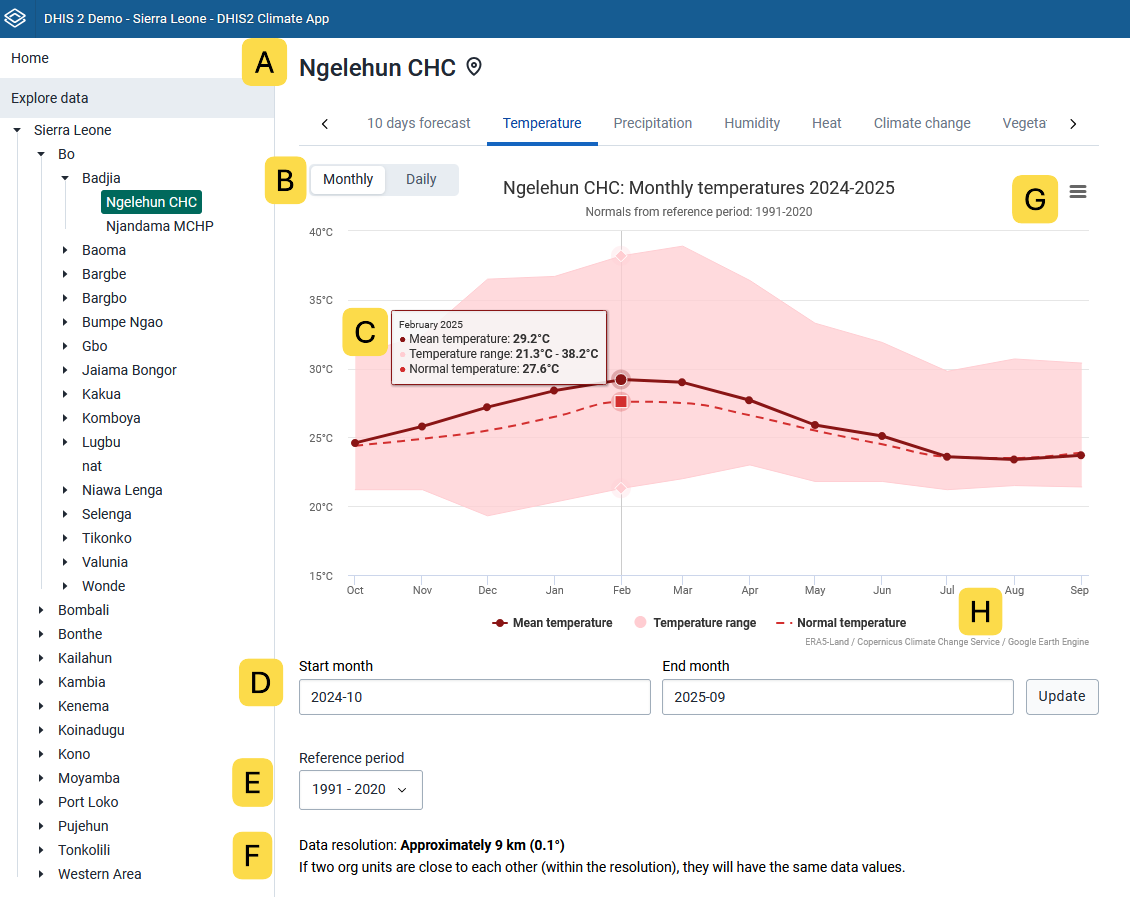 DHIS 2 Demo - Sierra Leone - DHIS2 Climate App
Home
Explore data
Sierra Leone
Bo
Badjia
Ngelehun CHC
Njandama MCHP
Baoma
Bargbe
Bargbo
Bumpe Ngao
Gbo
Jaiama Bongor
Kakua
Komboya
Lugbu
nat
Niawa Lenga
Selenga
Tikonko
Valunia
Wonde
Bombali
Bonthe
Kailahun
Kambia
Kenema
Koinadugu
Kono
Moyamba
Port Loko
Pujehun
Tonkolili
Western Area
A
Ngelehun CHC
10 days forecast Temperature Precipitation Humidity Heat Climate change Vegeta
B
Monthly Daily
Ngelehun CHC: Monthly temperatures 2024-2025
Normals from reference period: 1991-2020
G
40°C
35°C
30°C
25°C
20°C
15°C
C
February 2025
Mean temperature: 29.2°C
Temperature range: 21.3°C - 38.2°C
Normal temperature: 27.6°C
Oct Nov Dec Jan Feb Mar Apr May Jun Jul Aug Sep
H
Mean temperature Temperature range Normal temperature
ERA5-Land / Copernicus Climate Change Service / Google Earth Engine
D
Start month End month
2024-10 2025-09 Update
E
Reference period
1991 - 2020
F
Data resolution: Approximately 9 km (0.1°)
If two org units are close to each other (within the resolution), they will have the same data values.